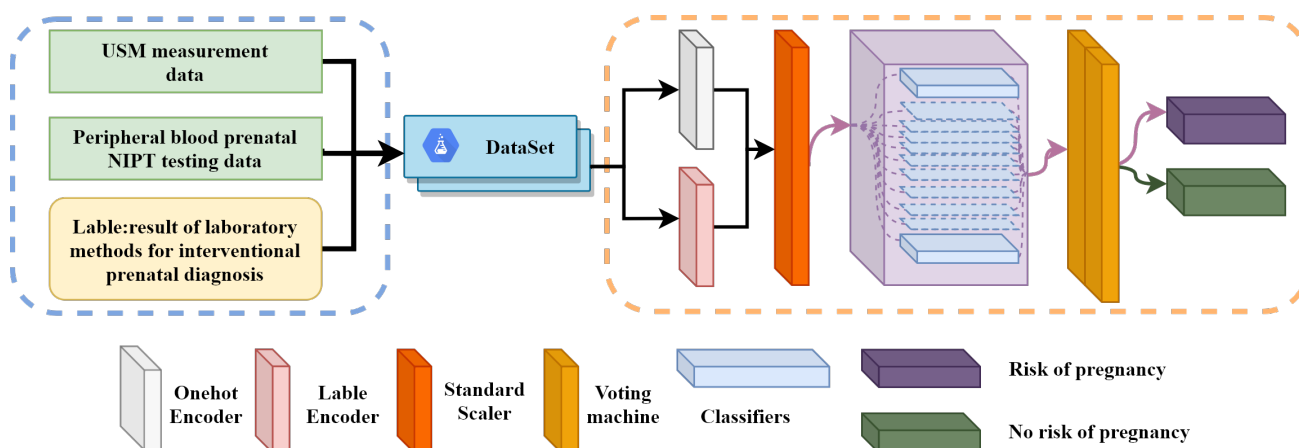 USM measurement
data
Peripheral blood prenatal
NIPT testing data
Lable:result of laboratory
methods for interventional
prenatal diagnosis
DataSet
Onehot
Encoder
Lable
Encoder
Standard
Scaler
Voting
machine
Classifiers
Risk of pregnancy
No risk of pregnancy